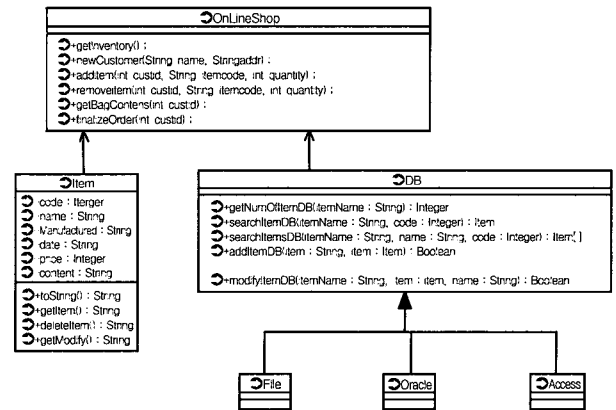 OnLineShop
+getInventory() :
+newCustomer(String name, Stringaddr) :
+addItem(int custid, String itemcode, int quantity) :
+removeItem(int custid, String itemcode, int quantity) :
+getBagContens(int custid) :
+finalizeOrder(int custid) :
Item
-code : Iterger
-name : String
-Manufactured : String
-date : String
-price : Integer
-content : String
+toString() : String
+getItem() : String
+deleteItem() : String
+getModify() : String
DB
+getNumOfItemDB(itemName : String) : Integer
+searchItemDB(itemName : String, code : Integer) : Item
+searchItemsDB(itemName : String, name : String, code : Integer) : Item[ ]
+addItemDB(item : String, item : Item) : Boolean
+modifyItemDB(itemName : String, item : item, name : String) : Boolean
File
Oracle
Access